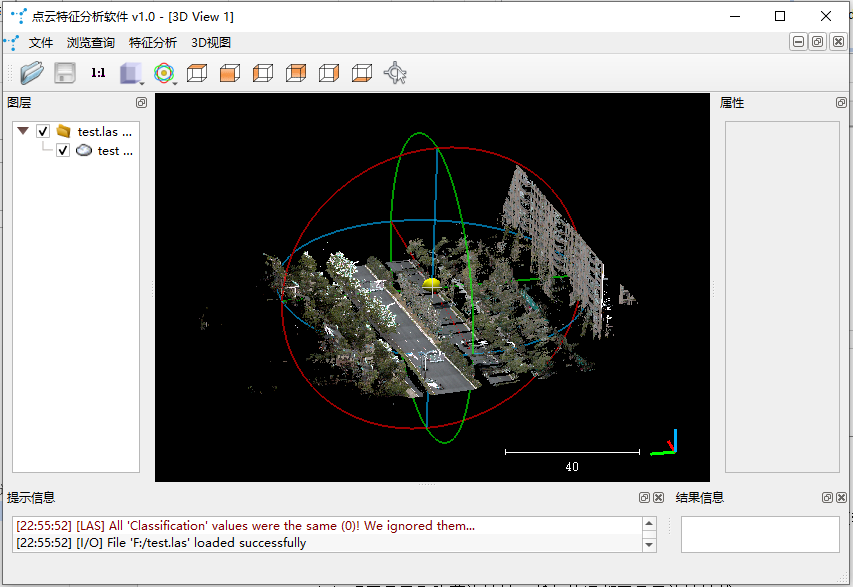 点云特征分析软件 v1.0 - [3D View 1]
文件 浏览查询 特征分析 3D视图
1:1
图层
属性
test.las ...
test ...
40
提示信息
结果信息
[22:55:52] [LAS] All 'Classification' values were the same (0)! We ignored them...
[22:55:52] [I/O] File 'F:/test.las' loaded successfully